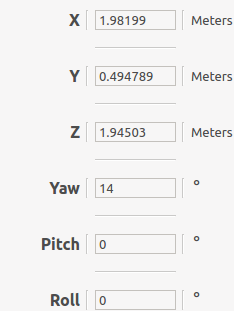 X 1.98199 Meters
Y 0.494789 Meters
Z 1.94503 Meters
Yaw 14 °
Pitch 0 °
Roll 0 °